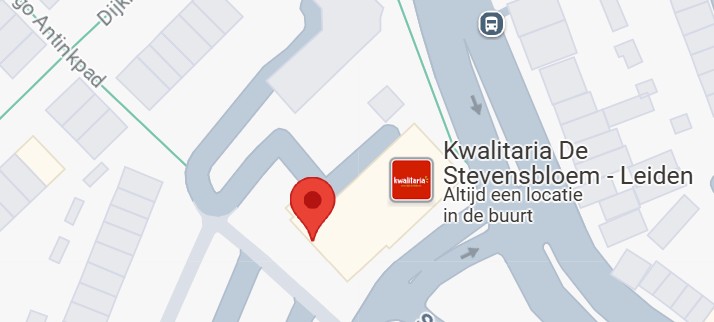 go-Antinkpad
Dijk
Kwalitaria De
Stevensbloem - Leiden
Altijd een locatie
in de buurt
kwalitaria